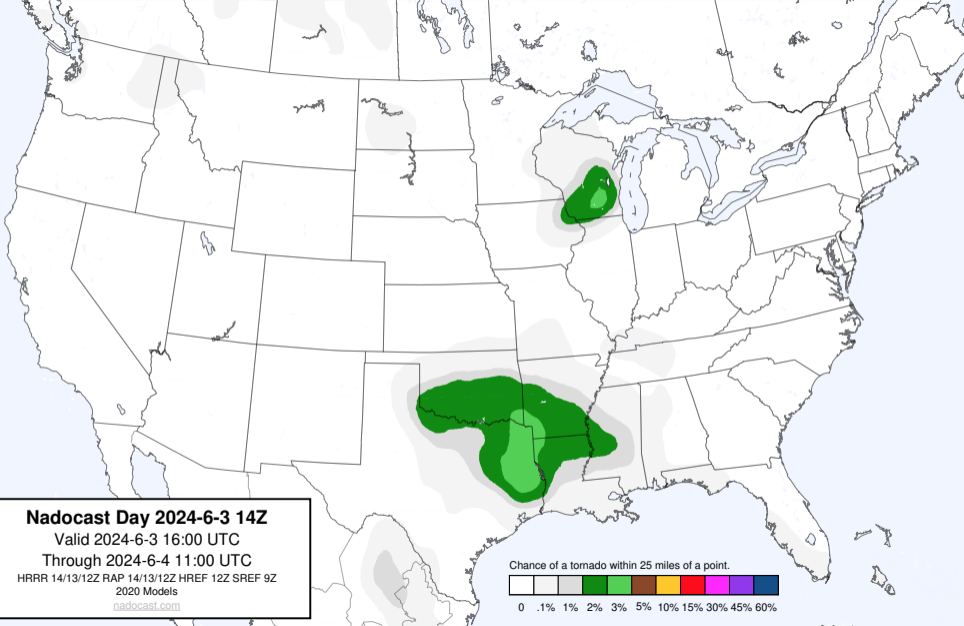 Nadocast Day 2024-6-3 14Z
Valid 2024-6-3 16:00 UTC
Through 2024-6-4 11:00 UTC
HRRR 14/13/12Z RAP 14/13/12Z HREF 12Z SREF 9Z
2020 Models
nadocast.com
Chance of a tornado within 25 miles of a point.
0 .1% 1% 2% 3% 5% 10% 15% 30% 45% 60%